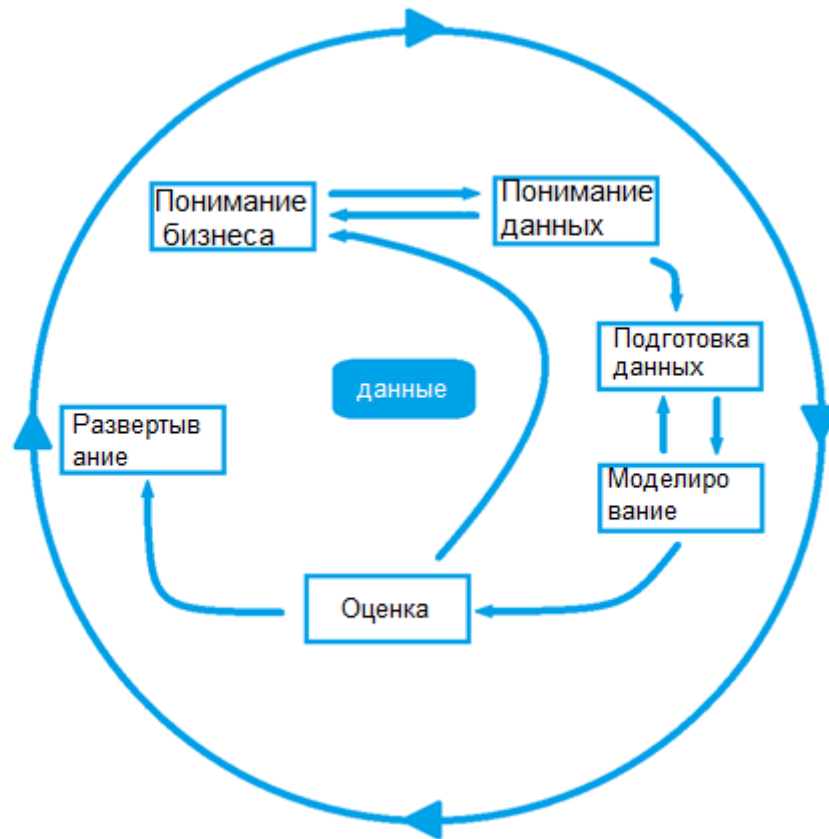 Понимание
бизнеса
Понимание
данных
Подготовка
данных
данные
Развертыв
ание
Моделиро
вание
Оценка